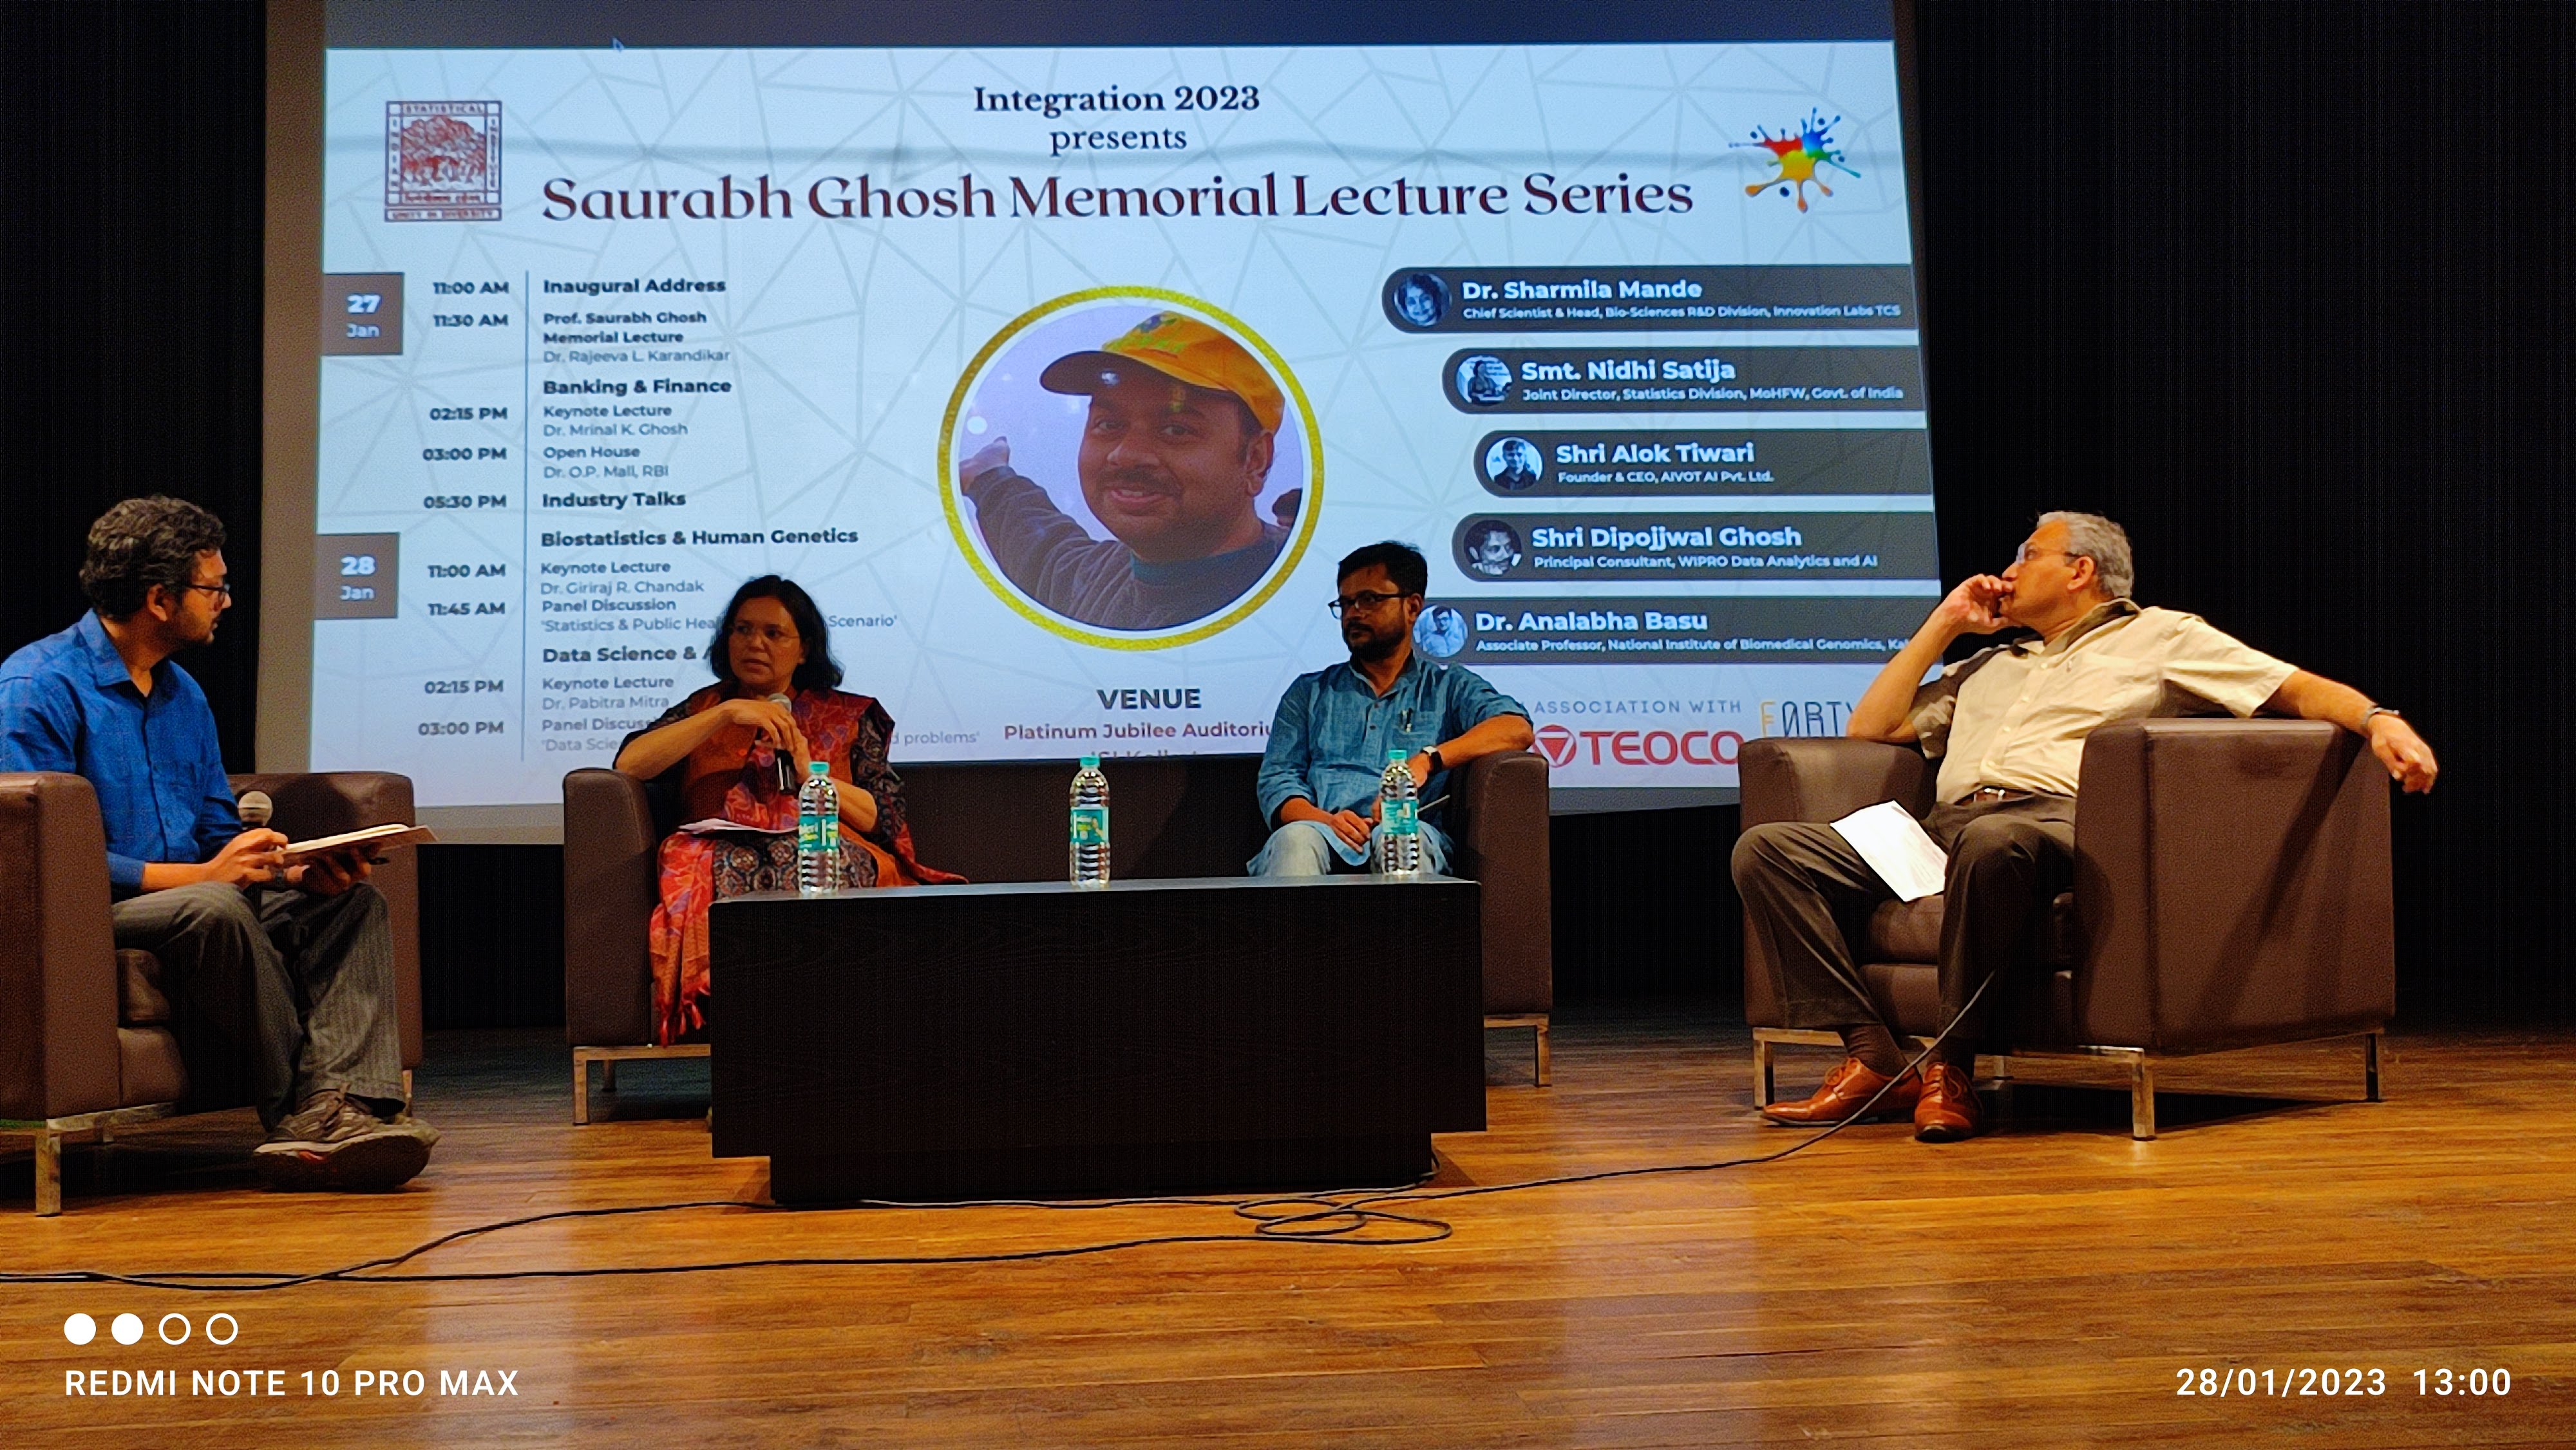 Integration 2023
presents
Saurabh Ghosh Memorial Lecture Series
STATISTICAL
INDIAN
INSTITUTE
UNITY IN DIVERSITY
27
Jan
11:00 AM Inaugural Address
11:30 AM Prof. Saurabh Ghosh
Memorial Lecture
Dr. Rajeeva L. Karandikar
Banking & Finance
02:15 PM Keynote Lecture
Dr. Mrinal K. Ghosh
03:00 PM Open House
Dr. O.P. Mall, RBI
05:30 PM Industry Talks
28
Jan
Biostatistics & Human Genetics
11:00 AM Keynote Lecture
Dr. Giriraj R. Chandak
11:45 AM Panel Discussion
'Statistics & Public Scenario'
Data Science &
02:15 PM Keynote Lecture
Dr. Pabitra Mitra
03:00 PM Panel
'Data problems'
VENUE
Platinum Jubilee
Dr. Sharmila Mande
Chief Scientist & Head, Bio-Sciences R&D Division, Innovation Labs TCS
Smt. Nidhi Satija
Joint Director, Statistics Division, MoHFW, Govt. of India
Shri Alok Tiwari
Founder & CEO, AIVOT AI Pvt. Ltd.
Shri Dipojjwal Ghosh
Principal Consultant, WIPRO Data Analytics and AI
Dr. Analabha Basu
Associate Professor, National Institute of Biomedical Genomics,
ASSOCIATION WITH
TEOCO
REDMI NOTE 10 PRO MAX
28/01/2023 13:00